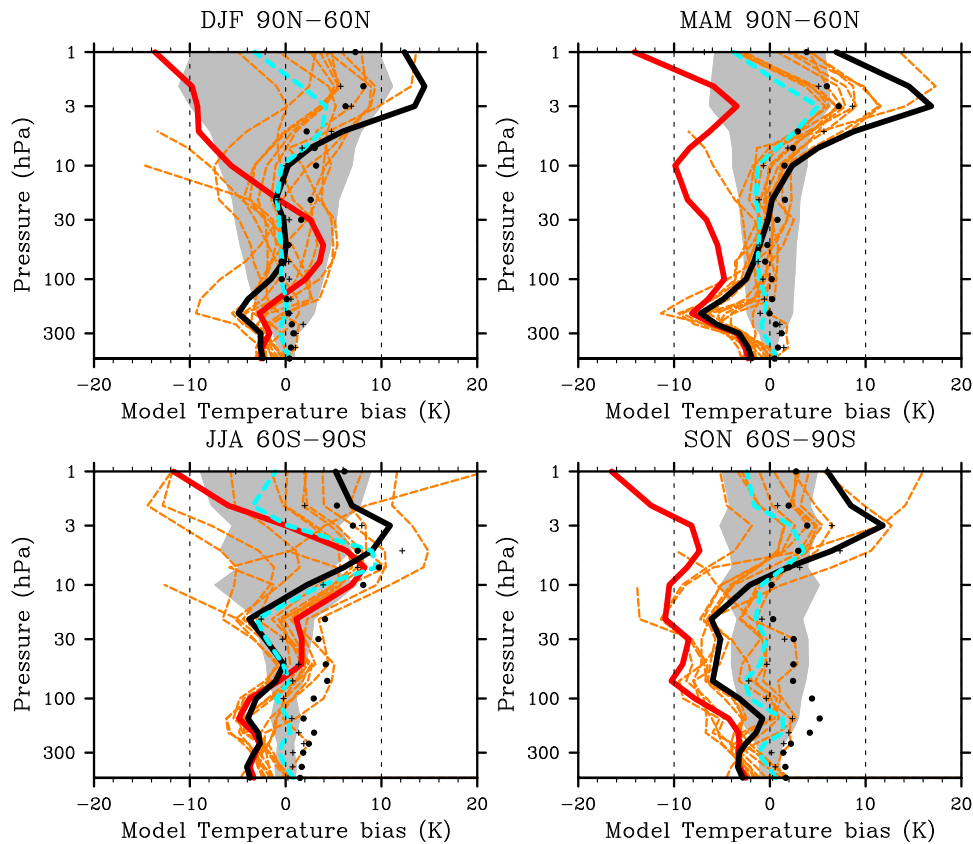 DJF 90N−60N
MAM 90N−60N
1
3
10
30
100
300
Pressure (hPa)
−20 −10 0 10 20
Model Temperature bias (K)
1
3
10
30
100
300
Pressure (hPa)
−20 −10 0 10 20
Model Temperature bias (K)
JJA 60S−90S
SON 60S−90S
1
3
10
30
100
300
Pressure (hPa)
−20 −10 0 10 20
Model Temperature bias (K)
1
3
10
30
100
300
Pressure (hPa)
−20 −10 0 10 20
Model Temperature bias (K)